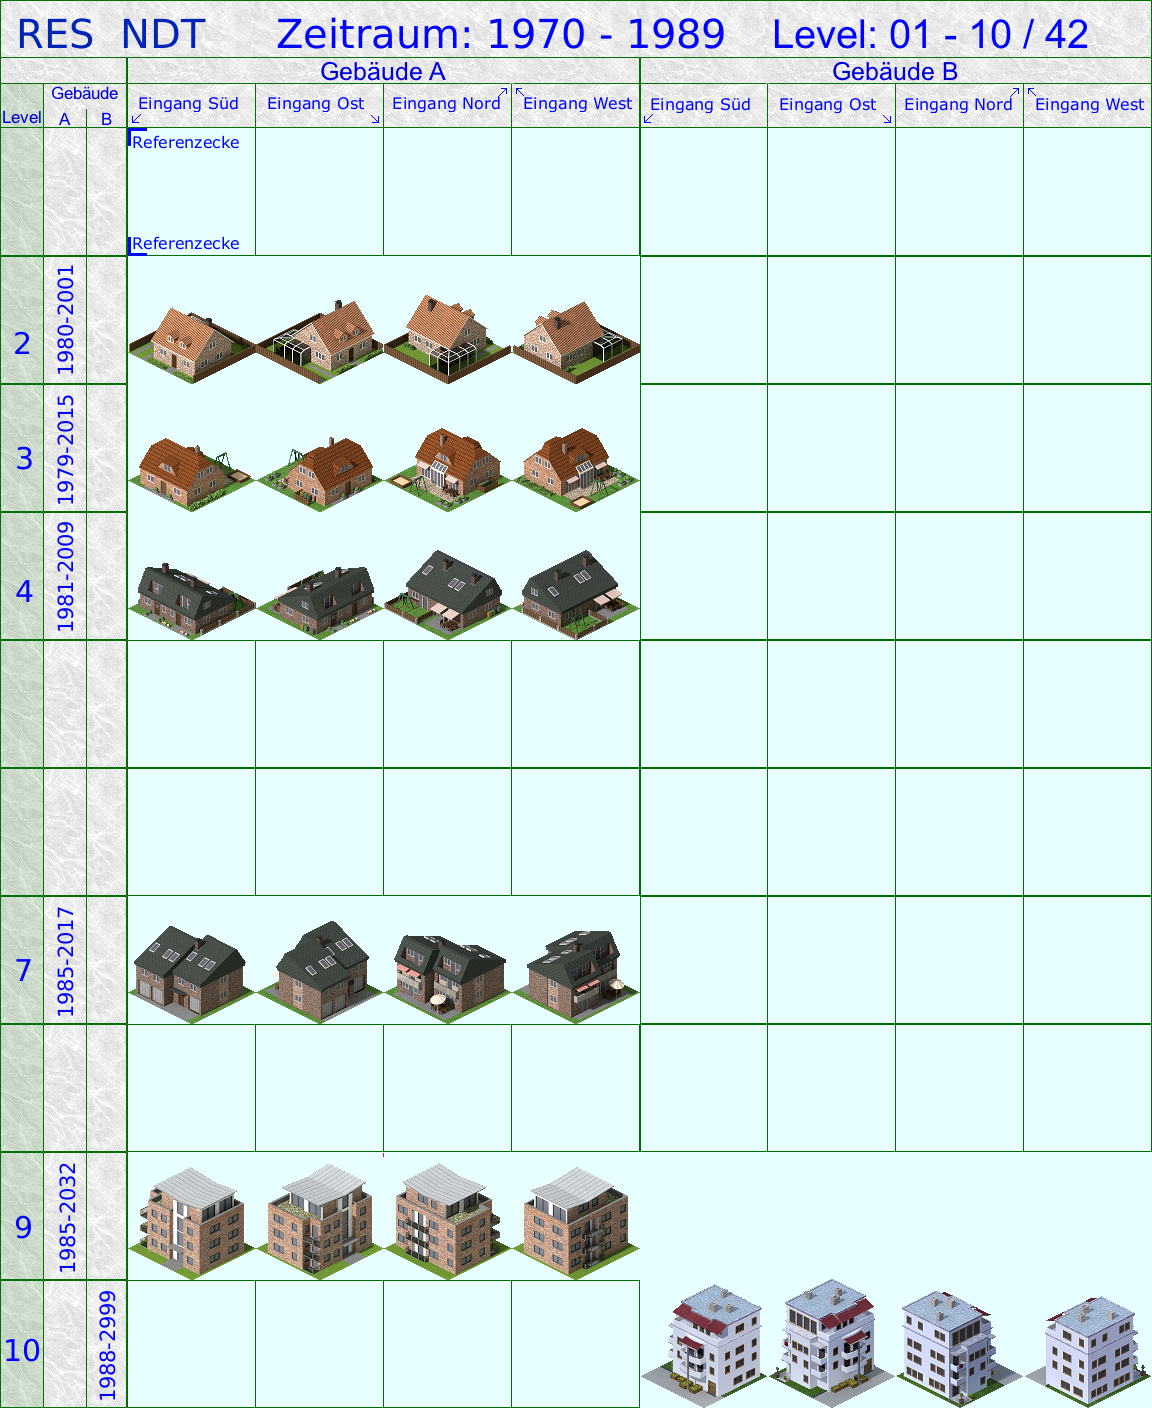 RES NDT Zeitraum: 1970 - 1989 Level: 01 - 10 / 42
Gebäude A Gebäude B
Level Gebäude A B
Eingang Süd Eingang Ost Eingang Nord Eingang West Eingang Süd Eingang Ost Eingang Nord Eingang West
Referenzecke
Referenzecke
2 1980-2001
3 1979-2015
4 1981-2009
7 1985-2017
9 1985-2032
10 1988-2999